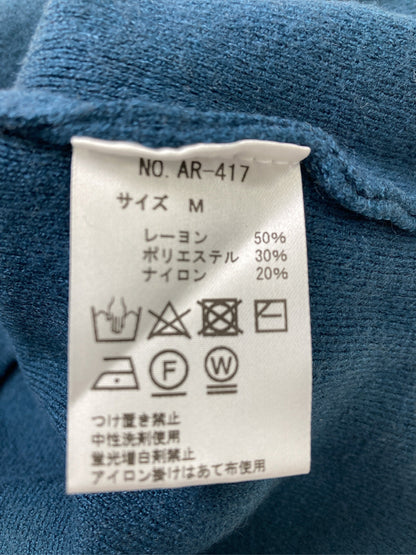 NO. AR-417
サイズ M
レーヨン 50%
ポリエステル 30%
ナイロン 20%
F W
つけ置き禁止
中性洗剤使用
蛍光増白剤禁止
アイロン掛けはあて布使用